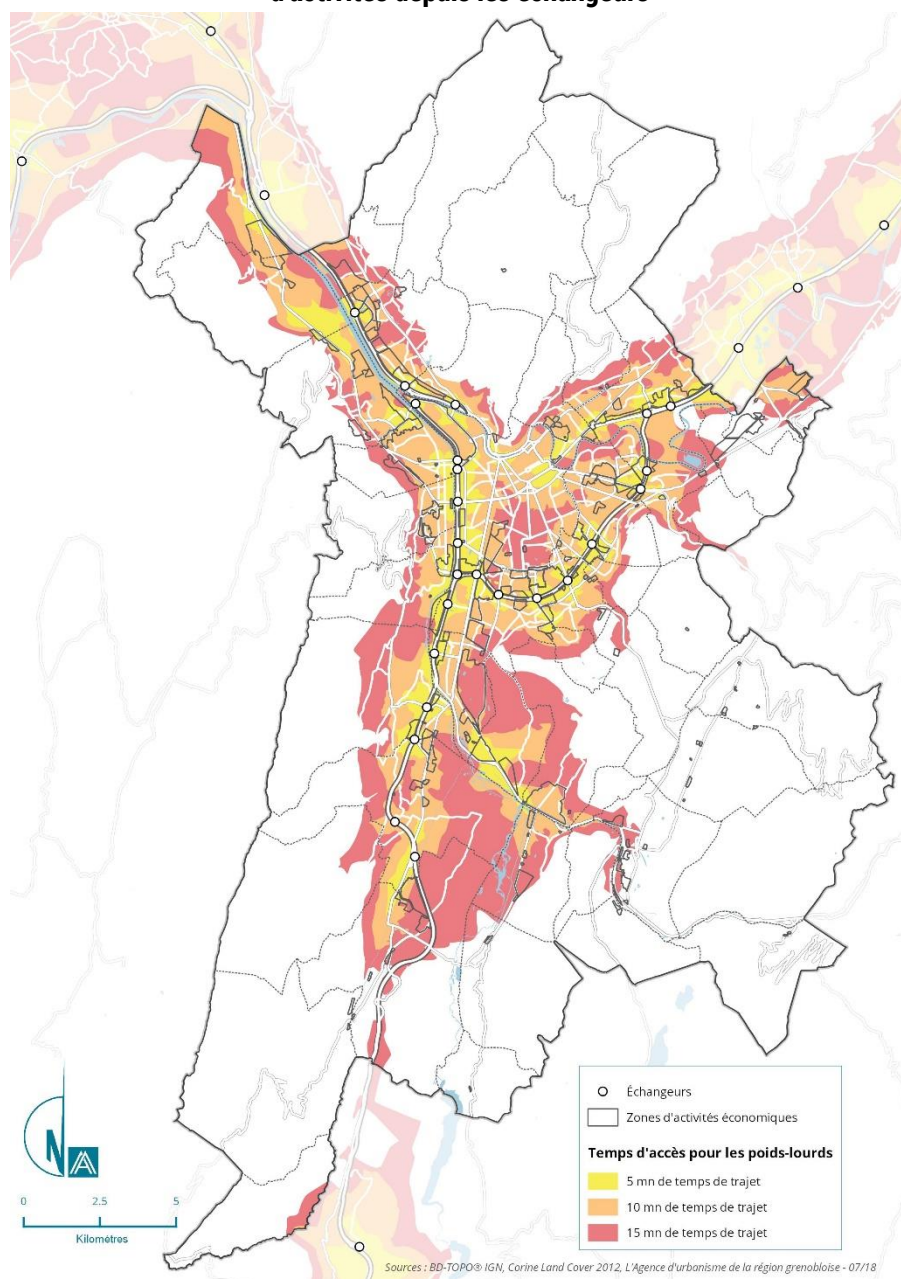 d'activités depuis les échangeurs
Échangeurs
Zones d'activités économiques
Temps d'accès pour les poids-lourds
5 mn de temps de trajet
10 mn de temps de trajet
15 mn de temps de trajet
N
0 2.5 5
Kilométres
Sources : BD-TOPO® IGN, Corine Land Cover 2012, L'Agence d'urbanisme de la région grenobloise - 07/18